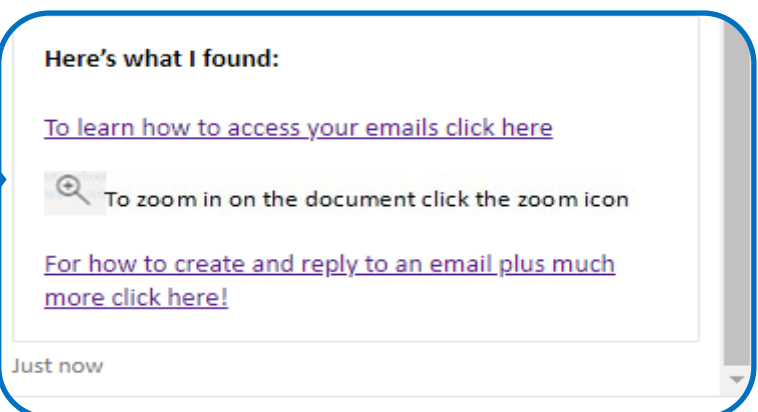 Here’s what I found:
To learn how to access your emails click here
To zoom in on the document click the zoom icon
For how to create and reply to an email plus much
more click here!
Just now